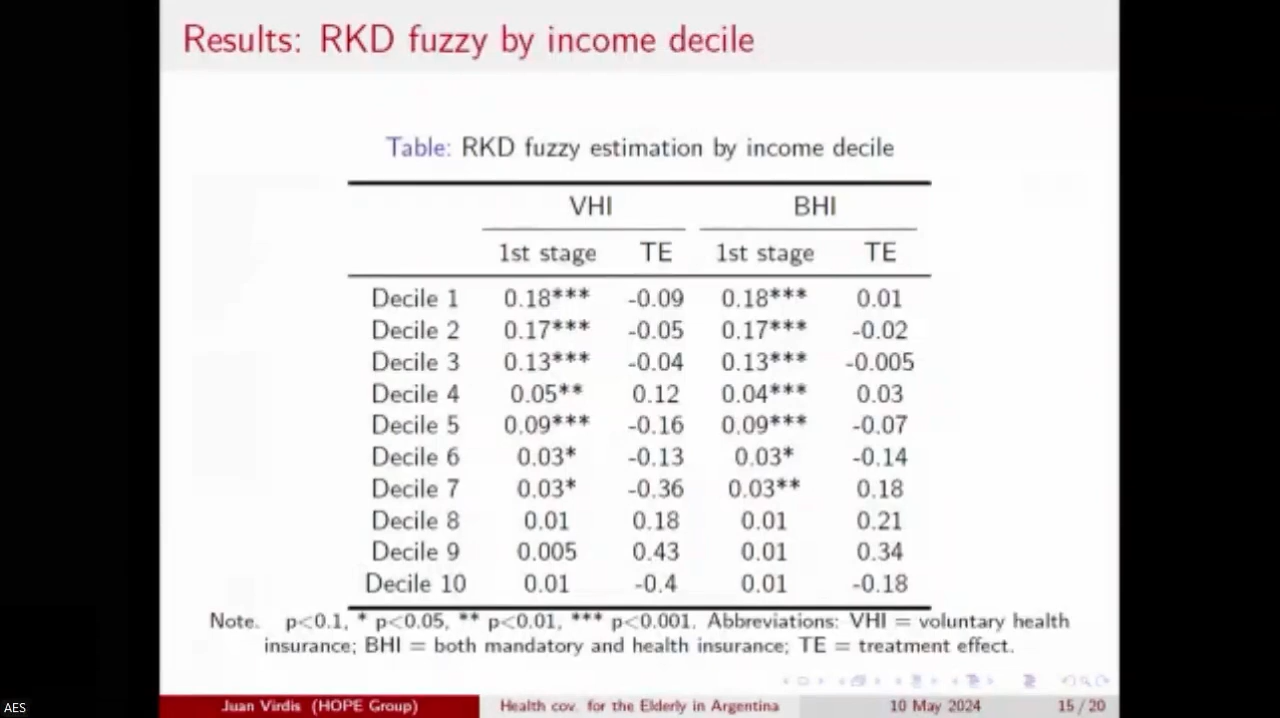 Results: RKD fuzzy by income decile
Table: RKD fuzzy estimation by income decile
VHI BHI
1st stage TE 1st stage TE
Decile 1 0.18*** -0.09 0.18*** 0.01
Decile 2 0.17*** -0.05 0.17*** -0.02
Decile 3 0.13*** -0.04 0.13*** -0.005
Decile 4 0.05** 0.12 0.04*** 0.03
Decile 5 0.09*** -0.16 0.09*** -0.07
Decile 6 0.03* -0.13 0.03* -0.14
Decile 7 0.03* -0.36 0.03** 0.18
Decile 8 0.01 0.18 0.01 0.21
Decile 9 0.005 0.43 0.01 0.34
Decile 10 0.01 -0.4 0.01 -0.18
Note. p<0.1, * p<0.05, ** p<0.01, *** p<0.001. Abbreviations: VHI = voluntary health
insurance; BHI = both mandatory and health insurance; TE = treatment effect.
AES
Juan Virdis (HOPE Group) Health cov. for the Elderly in Argentina 10 May 2024 15 / 20